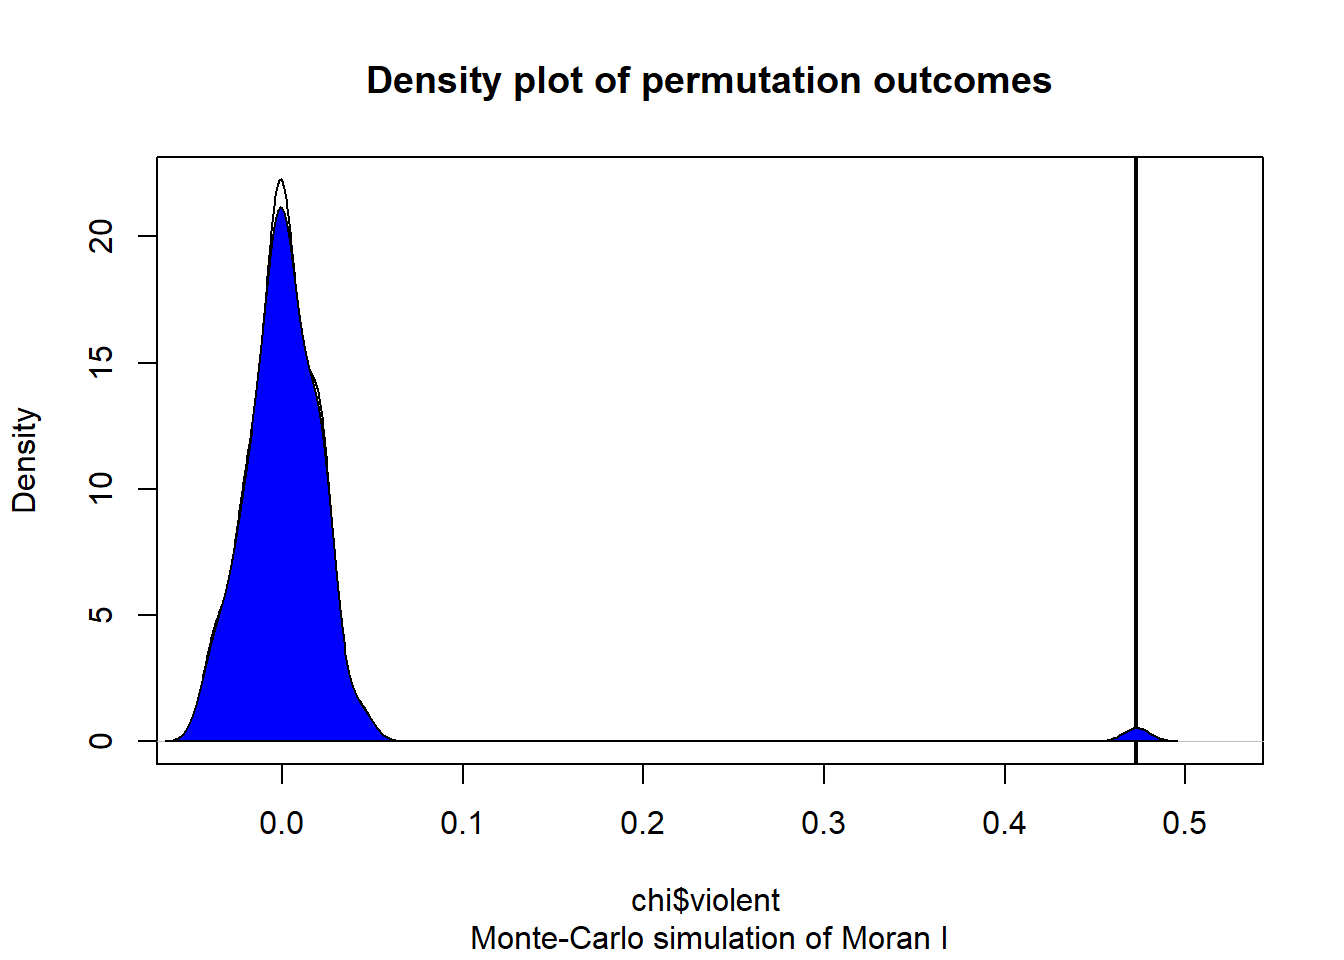 Density plot of permutation outcomes
Density
20
15
10
5
0
0.0 0.1 0.2 0.3 0.4 0.5
chi$violent
Monte-Carlo simulation of Moran I